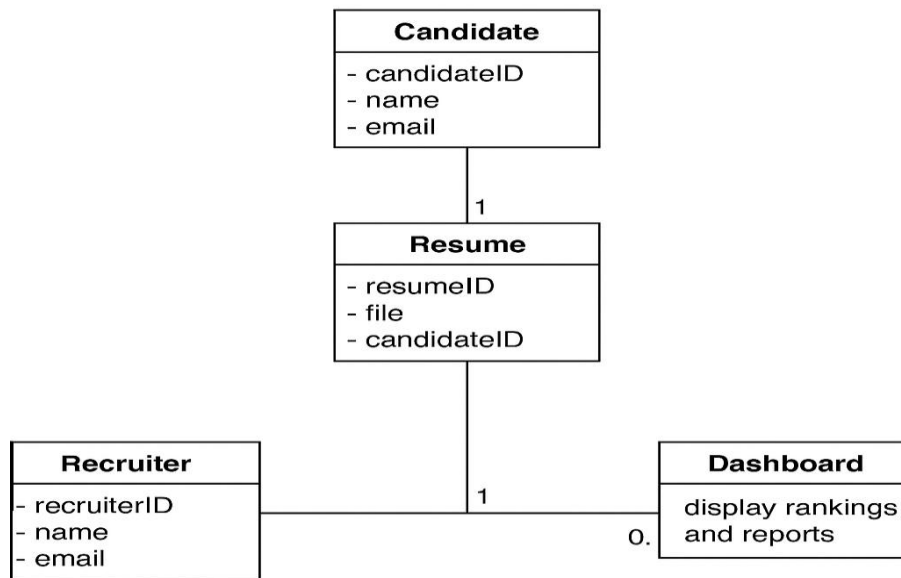 Candidate
- candidateID
- name
- email
1
Resume
- resumeID
- file
- candidateID
Recruiter
- recruiterID
- name
- email
1
0.
Dashboard
display rankings
and reports